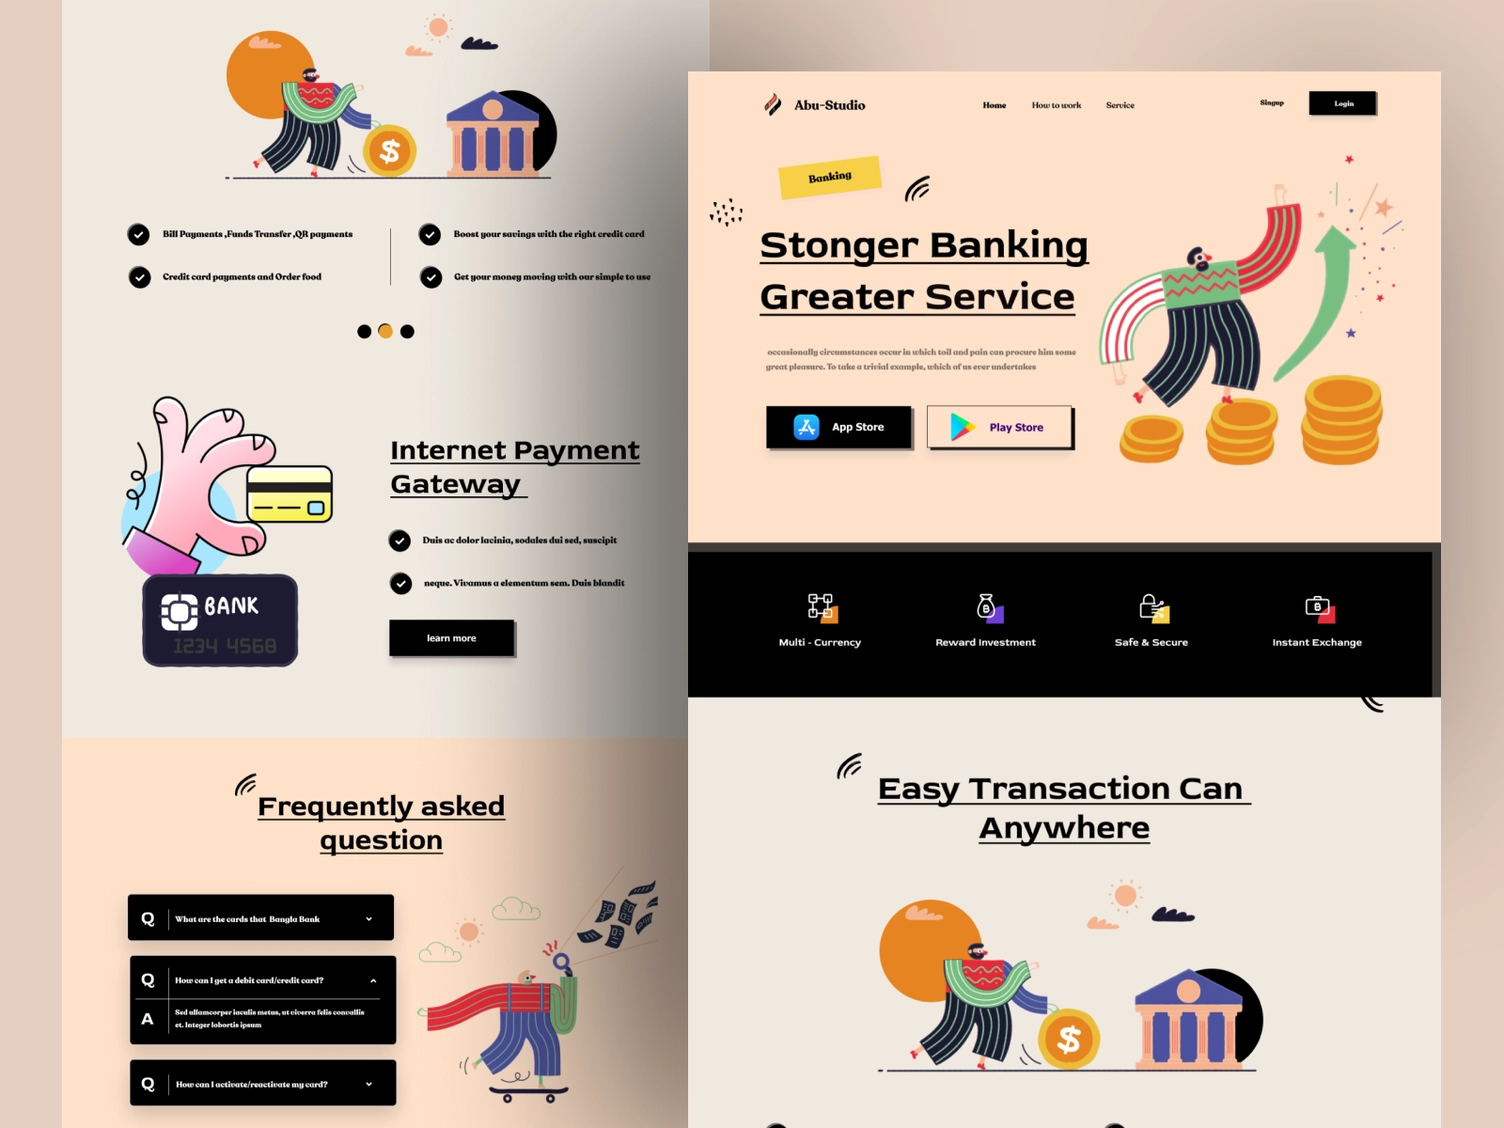 Bill Payments ,Funds Transfer ,QR payments
Boost your savings with the right credit card
Credit card payments and Order food
Get your money moving with our simple to use
Internet Payment
Gateway
Duis ac dolor lacinia, sodales dui sed, suscipit
neque. Vivamus a elementum sem. Duis blandit
learn more
BANK
1234 4568
Frequently asked
question
Q What are the cards that Bangla Bank
Q How can I get a debit card/credit card?
A Sed ullamcorper iaculis metus, ut viverra felis convallis
et. Integer lobortis ipsum
Q How can I activate/reactivate my card?
Abu-Studio
Home
How to work
Service
Singup
Login
Banking
Stonger Banking
Greater Service
occasionally circumstances occur in which toil and pain can procure him some
great pleasure. To take a trivial example, which of us ever undertakes
App Store
Play Store
Multi - Currency
Reward Investment
Safe & Secure
Instant Exchange
Easy Transaction Can
Anywhere
$
$